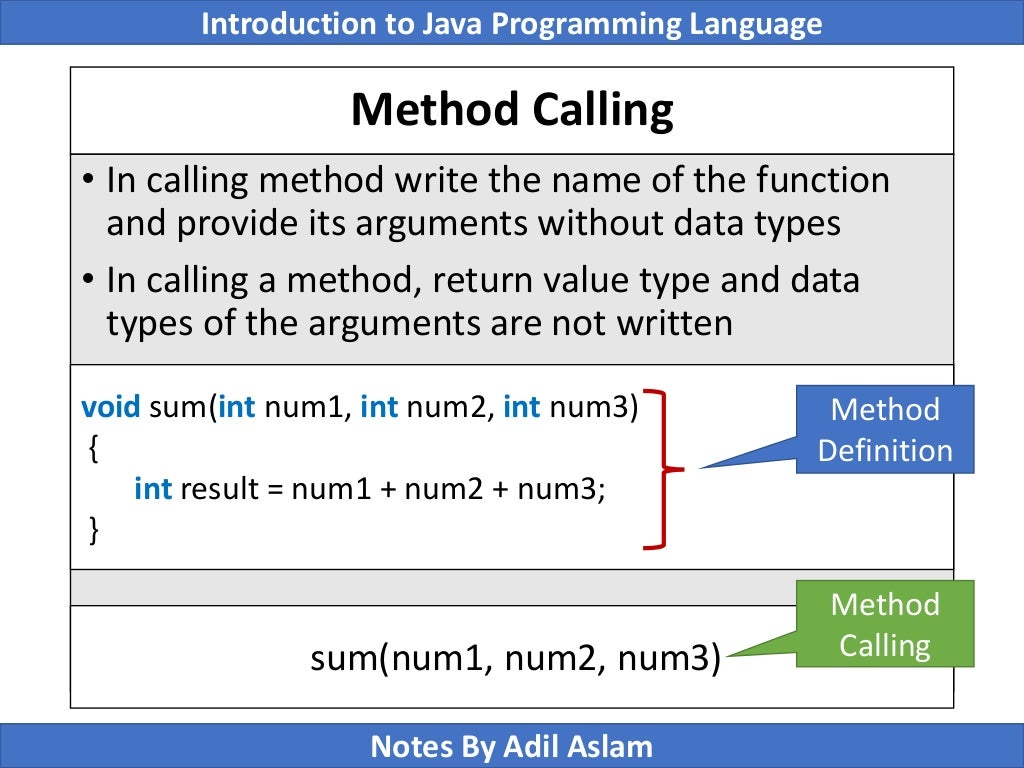 Introduction to Java Programming Language
Method Calling
• In calling method write the name of the function
and provide its arguments without data types
• In calling a method, return value type and data
types of the arguments are not written
void sum(int num1, int num2, int num3)
{
int result = num1 + num2 + num3;
}
Method
Definition
Method
Calling
sum(num1, num2, num3)
Notes By Adil Aslam